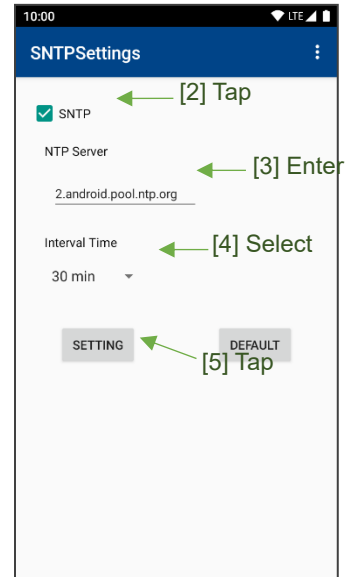 10:00 LTE
SNTPSettings
[2] Tap
SNTP
NTP Server
[3] Enter
2.android.pool.ntp.org
Interval Time
[4] Select
30 min
SETTING
DEFAULT
[5] Tap